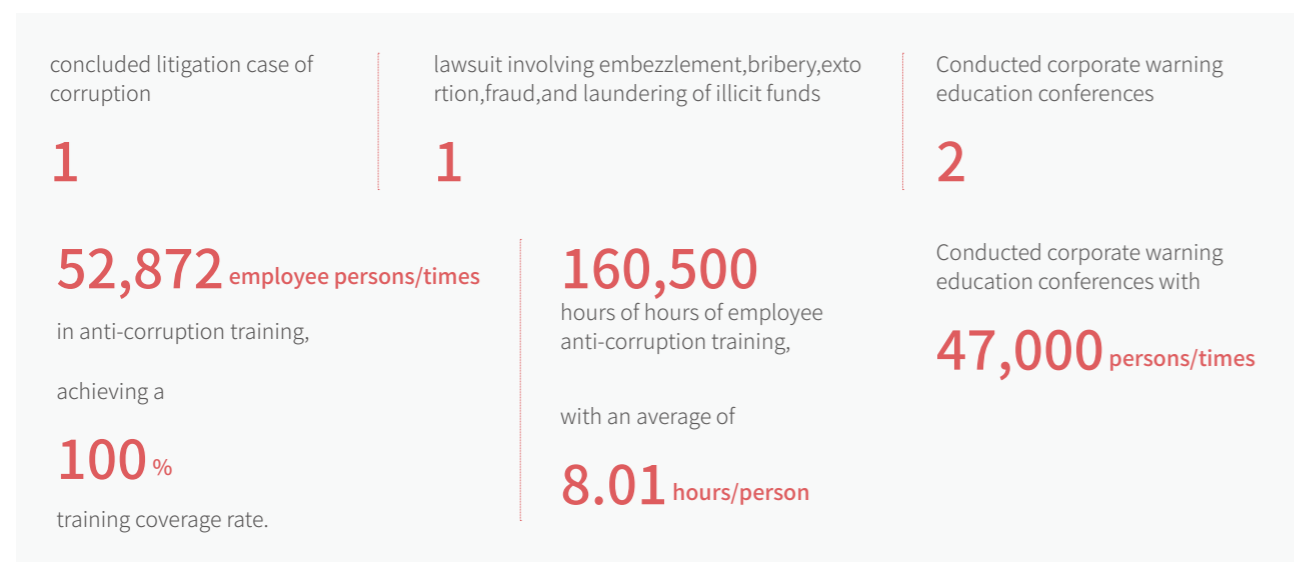 concluded litigation case of
corruption
1
lawsuit involving embezzlement,bribery,exto
rtion,fraud,and laundering of illicit funds
1
Conducted corporate warning
education conferences
2
52,872 employee persons/times
in anti-corruption training,
achieving a
100 %
training coverage rate.
160,500
hours of hours of employee
anti-corruption training,
with an average of
8.01 hours/person
Conducted corporate warning
education conferences with
47,000 persons/times